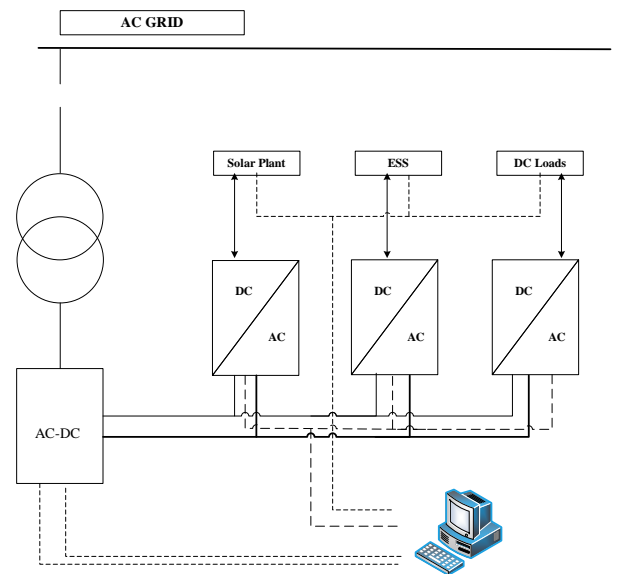 AC GRID
Solar Plant
ESS
DC Loads
DC
AC
DC
AC
DC
AC
AC-DC